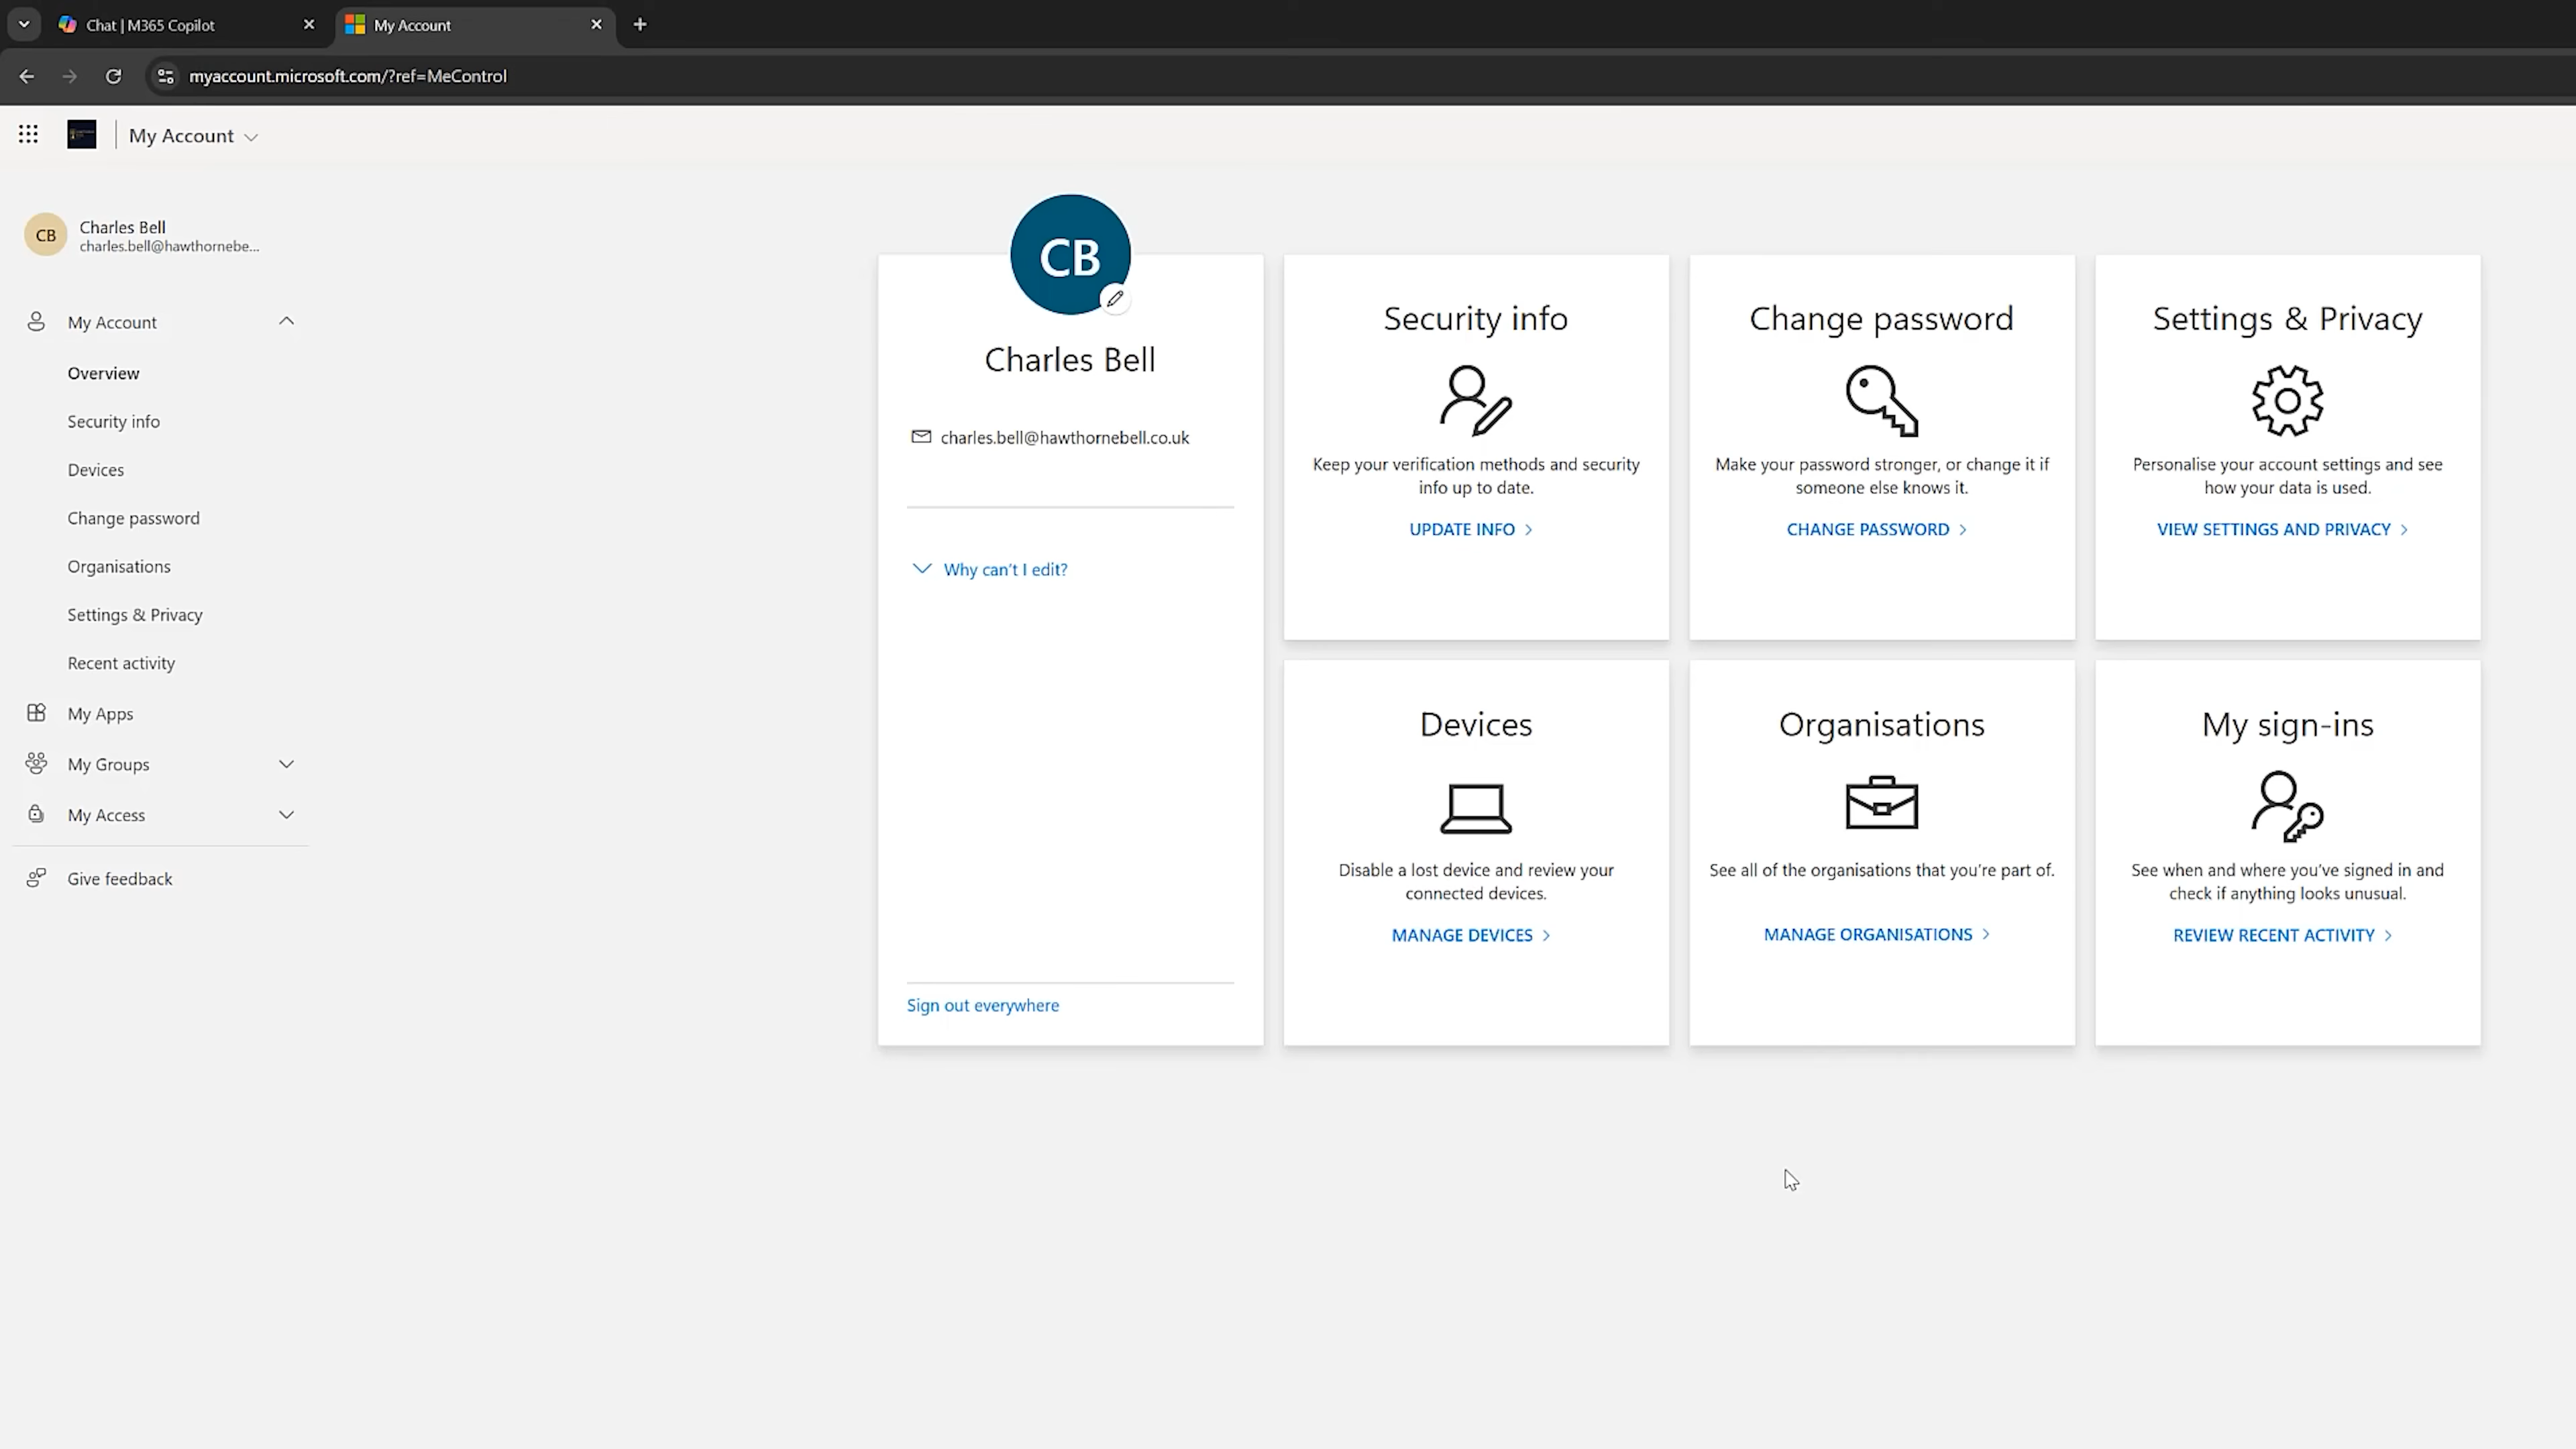 Chat | M365 Copilot
My Account
myaccount.microsoft.com/?ref=MeControl
My Account
CB
Charles Bell
charles.bell@hawthornebe...
My Account
Overview
Security info
Devices
Change password
Organisations
Settings & Privacy
Recent activity
My Apps
My Groups
My Access
Give feedback
CB
Charles Bell
charles.bell@hawthornebell.co.uk
Why can't I edit?
Sign out everywhere
Security info
Keep your verification methods and security
info up to date.
UPDATE INFO
Change password
Make your password stronger, or change it if
someone else knows it.
CHANGE PASSWORD
Settings & Privacy
Personalise your account settings and see
how your data is used.
VIEW SETTINGS AND PRIVACY
Devices
Disable a lost device and review your
connected devices.
MANAGE DEVICES
Organisations
See all of the organisations that you're part of.
MANAGE ORGANISATIONS
My sign-ins
See when and where you've signed in and
check if anything looks unusual.
REVIEW RECENT ACTIVITY